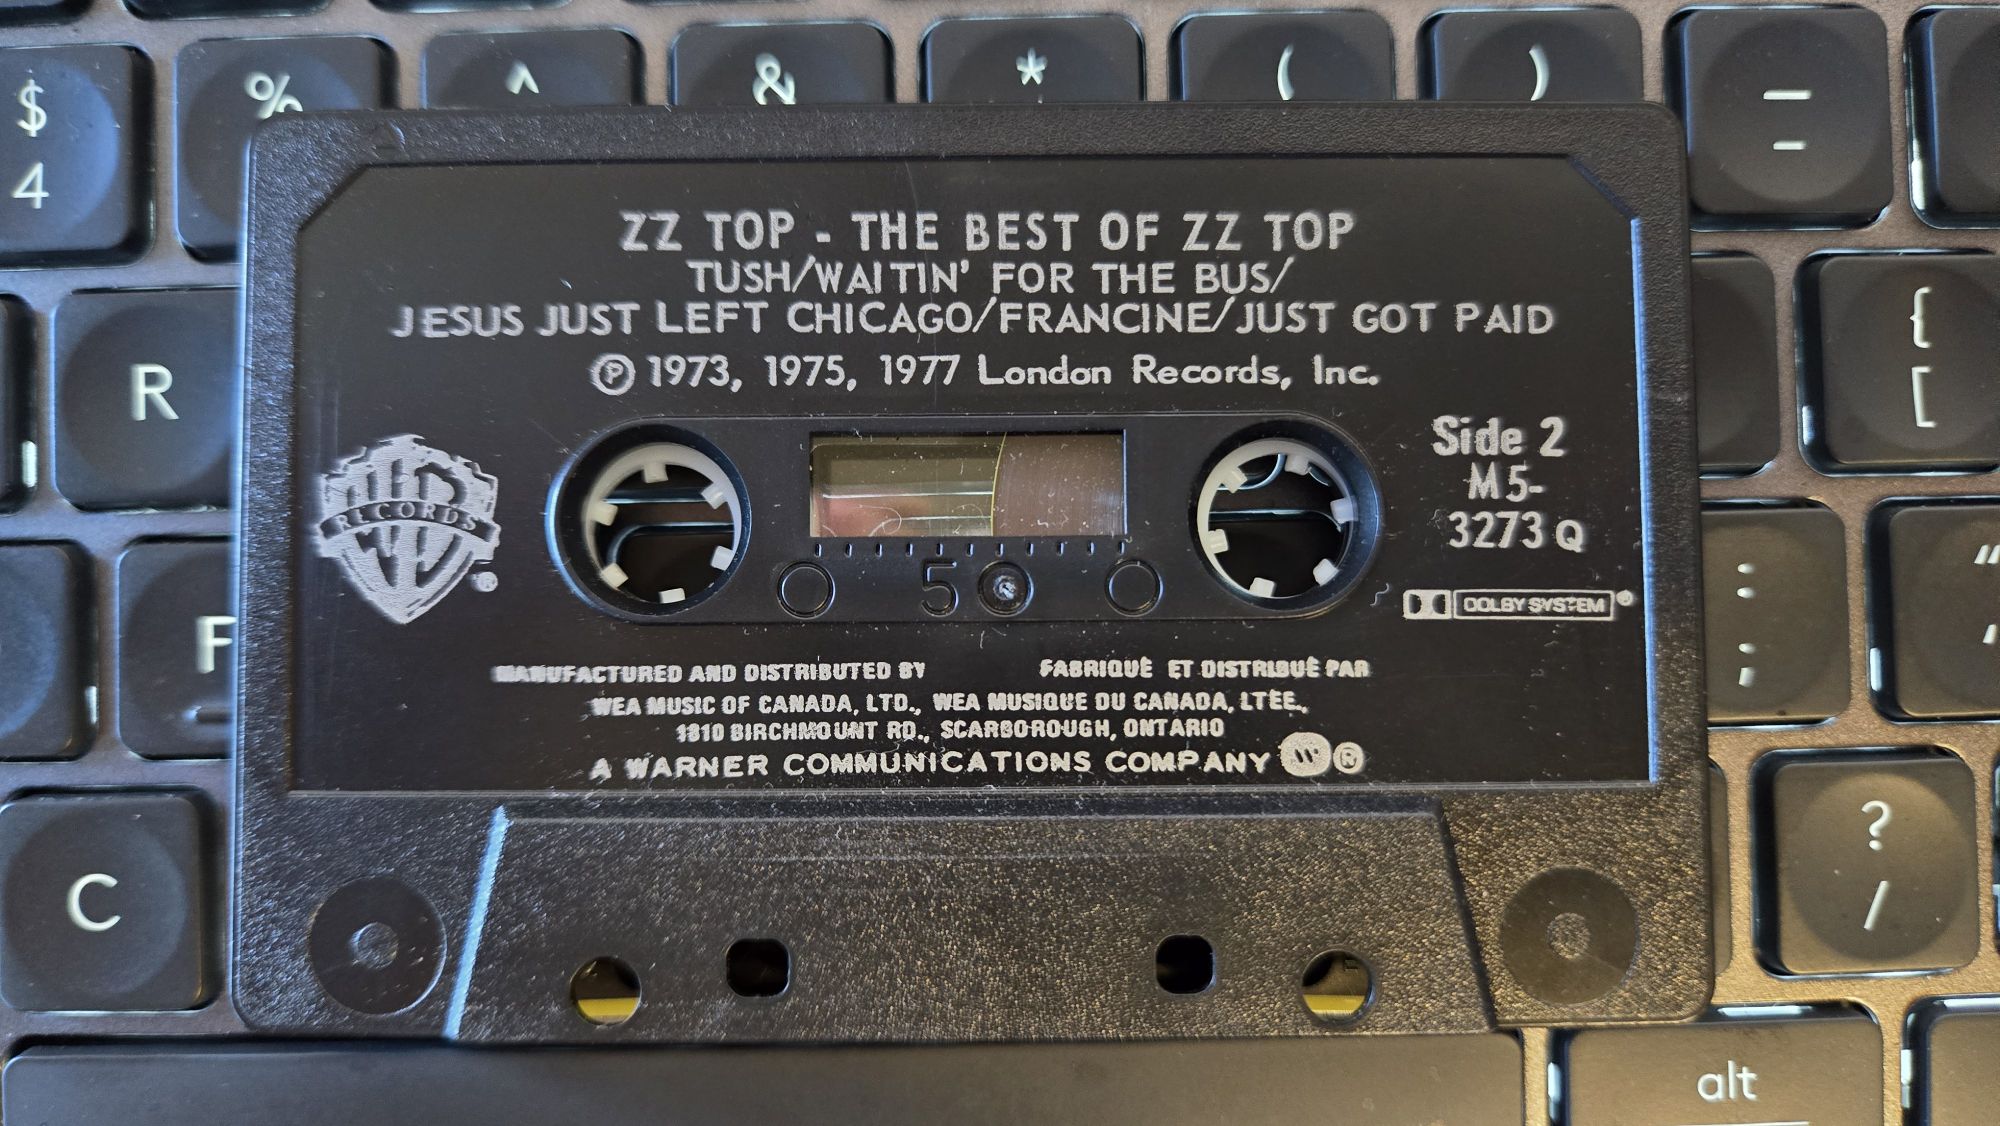 $
4
%
^
&
*
(
)
_
-
R
{
[
F
:
;
"
'
C
?
/
alt
ZZ TOP - THE BEST OF ZZ TOP
TUSH/WAITIN' FOR THE BUS/
JESUS JUST LEFT CHICAGO/FRANCINE/JUST GOT PAID
℗ 1973, 1975, 1977 London Records, Inc.
Side 2
M5-
3273 Q
RECORDS
®
5
DOLBY SYSTEM®
MANUFACTURED AND DISTRIBUTED BY FABRIQUÉ ET DISTRIBUÉ PAR
WEA MUSIC OF CANADA, LTD., WEA MUSIQUE DU CANADA, LTÉE.,
1810 BIRCHMOUNT RD., SCARBOROUGH, ONTARIO
A WARNER COMMUNICATIONS COMPANY W ®